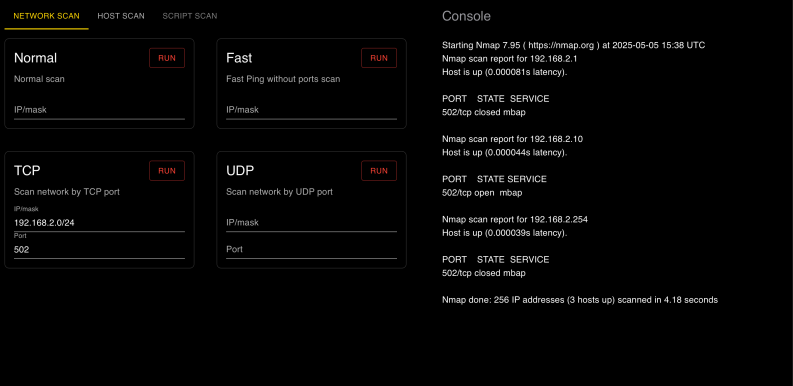 NETWORK SCAN HOST SCAN SCRIPT SCAN
Normal RUN
Normal scan
IP/mask
Fast RUN
Fast Ping without ports scan
IP/mask
TCP RUN
Scan network by TCP port
IP/mask
192.168.2.0/24
Port
502
UDP RUN
Scan network by UDP port
IP/mask
Port
Console
Starting Nmap 7.95 ( https://nmap.org ) at 2025-05-05 15:38 UTC
Nmap scan report for 192.168.2.1
Host is up (0.000081s latency).
PORT STATE SERVICE
502/tcp closed mbap
Nmap scan report for 192.168.2.10
Host is up (0.000044s latency).
PORT STATE SERVICE
502/tcp open mbap
Nmap scan report for 192.168.2.254
Host is up (0.000039s latency).
PORT STATE SERVICE
502/tcp closed mbap
Nmap done: 256 IP addresses (3 hosts up) scanned in 4.18 seconds